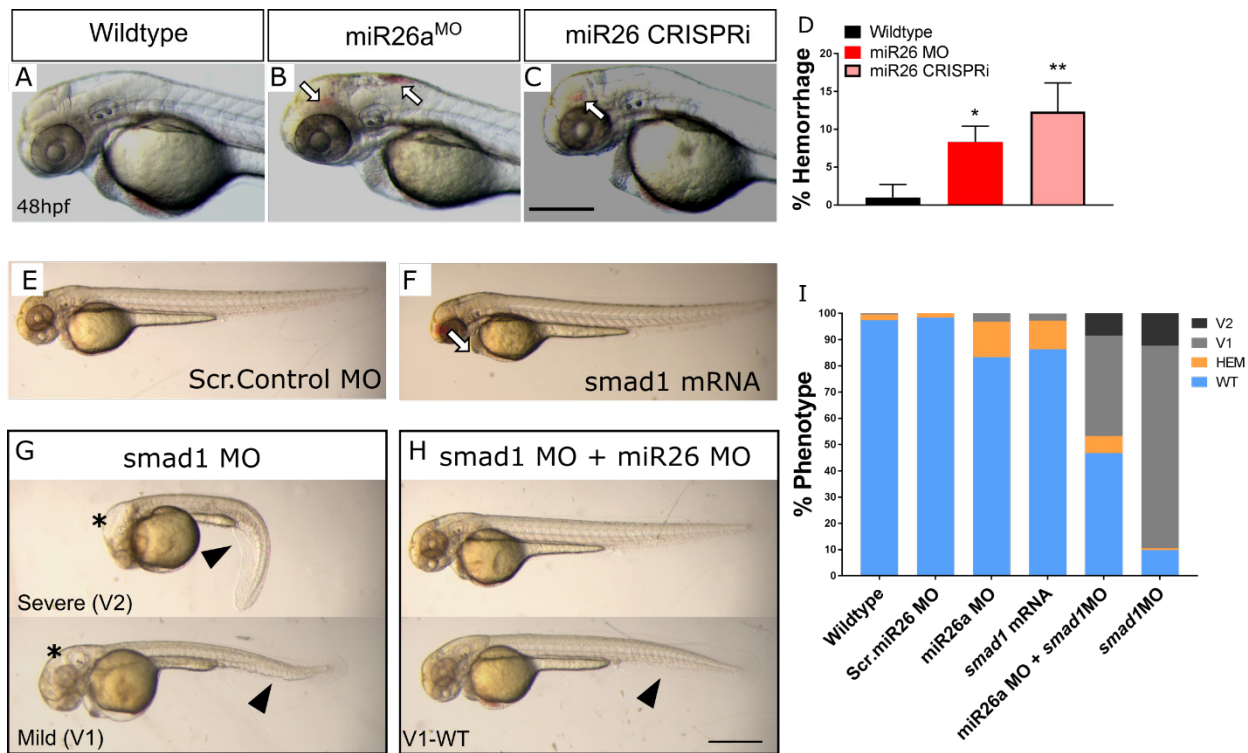 Wildtype
miR26aMO
miR26 CRISPRi
A
B
C
48hpf
D
Wildtype
miR26 MO
miR26 CRISPRi
% Hemorrhage
20
15
10
5
0
*
**
E
Scr.Control MO
F
smad1 mRNA
G
smad1 MO
*
Severe (V2)
*
Mild (V1)
H
smad1 MO + miR26 MO
V1-WT
I
% Phenotype
100
90
80
70
60
50
40
30
20
10
0
V2
V1
HEM
WT
Wildtype
Scr.miR26 MO
miR26a MO
smad1 mRNA
miR26a MO + smad1MO
smad1MO